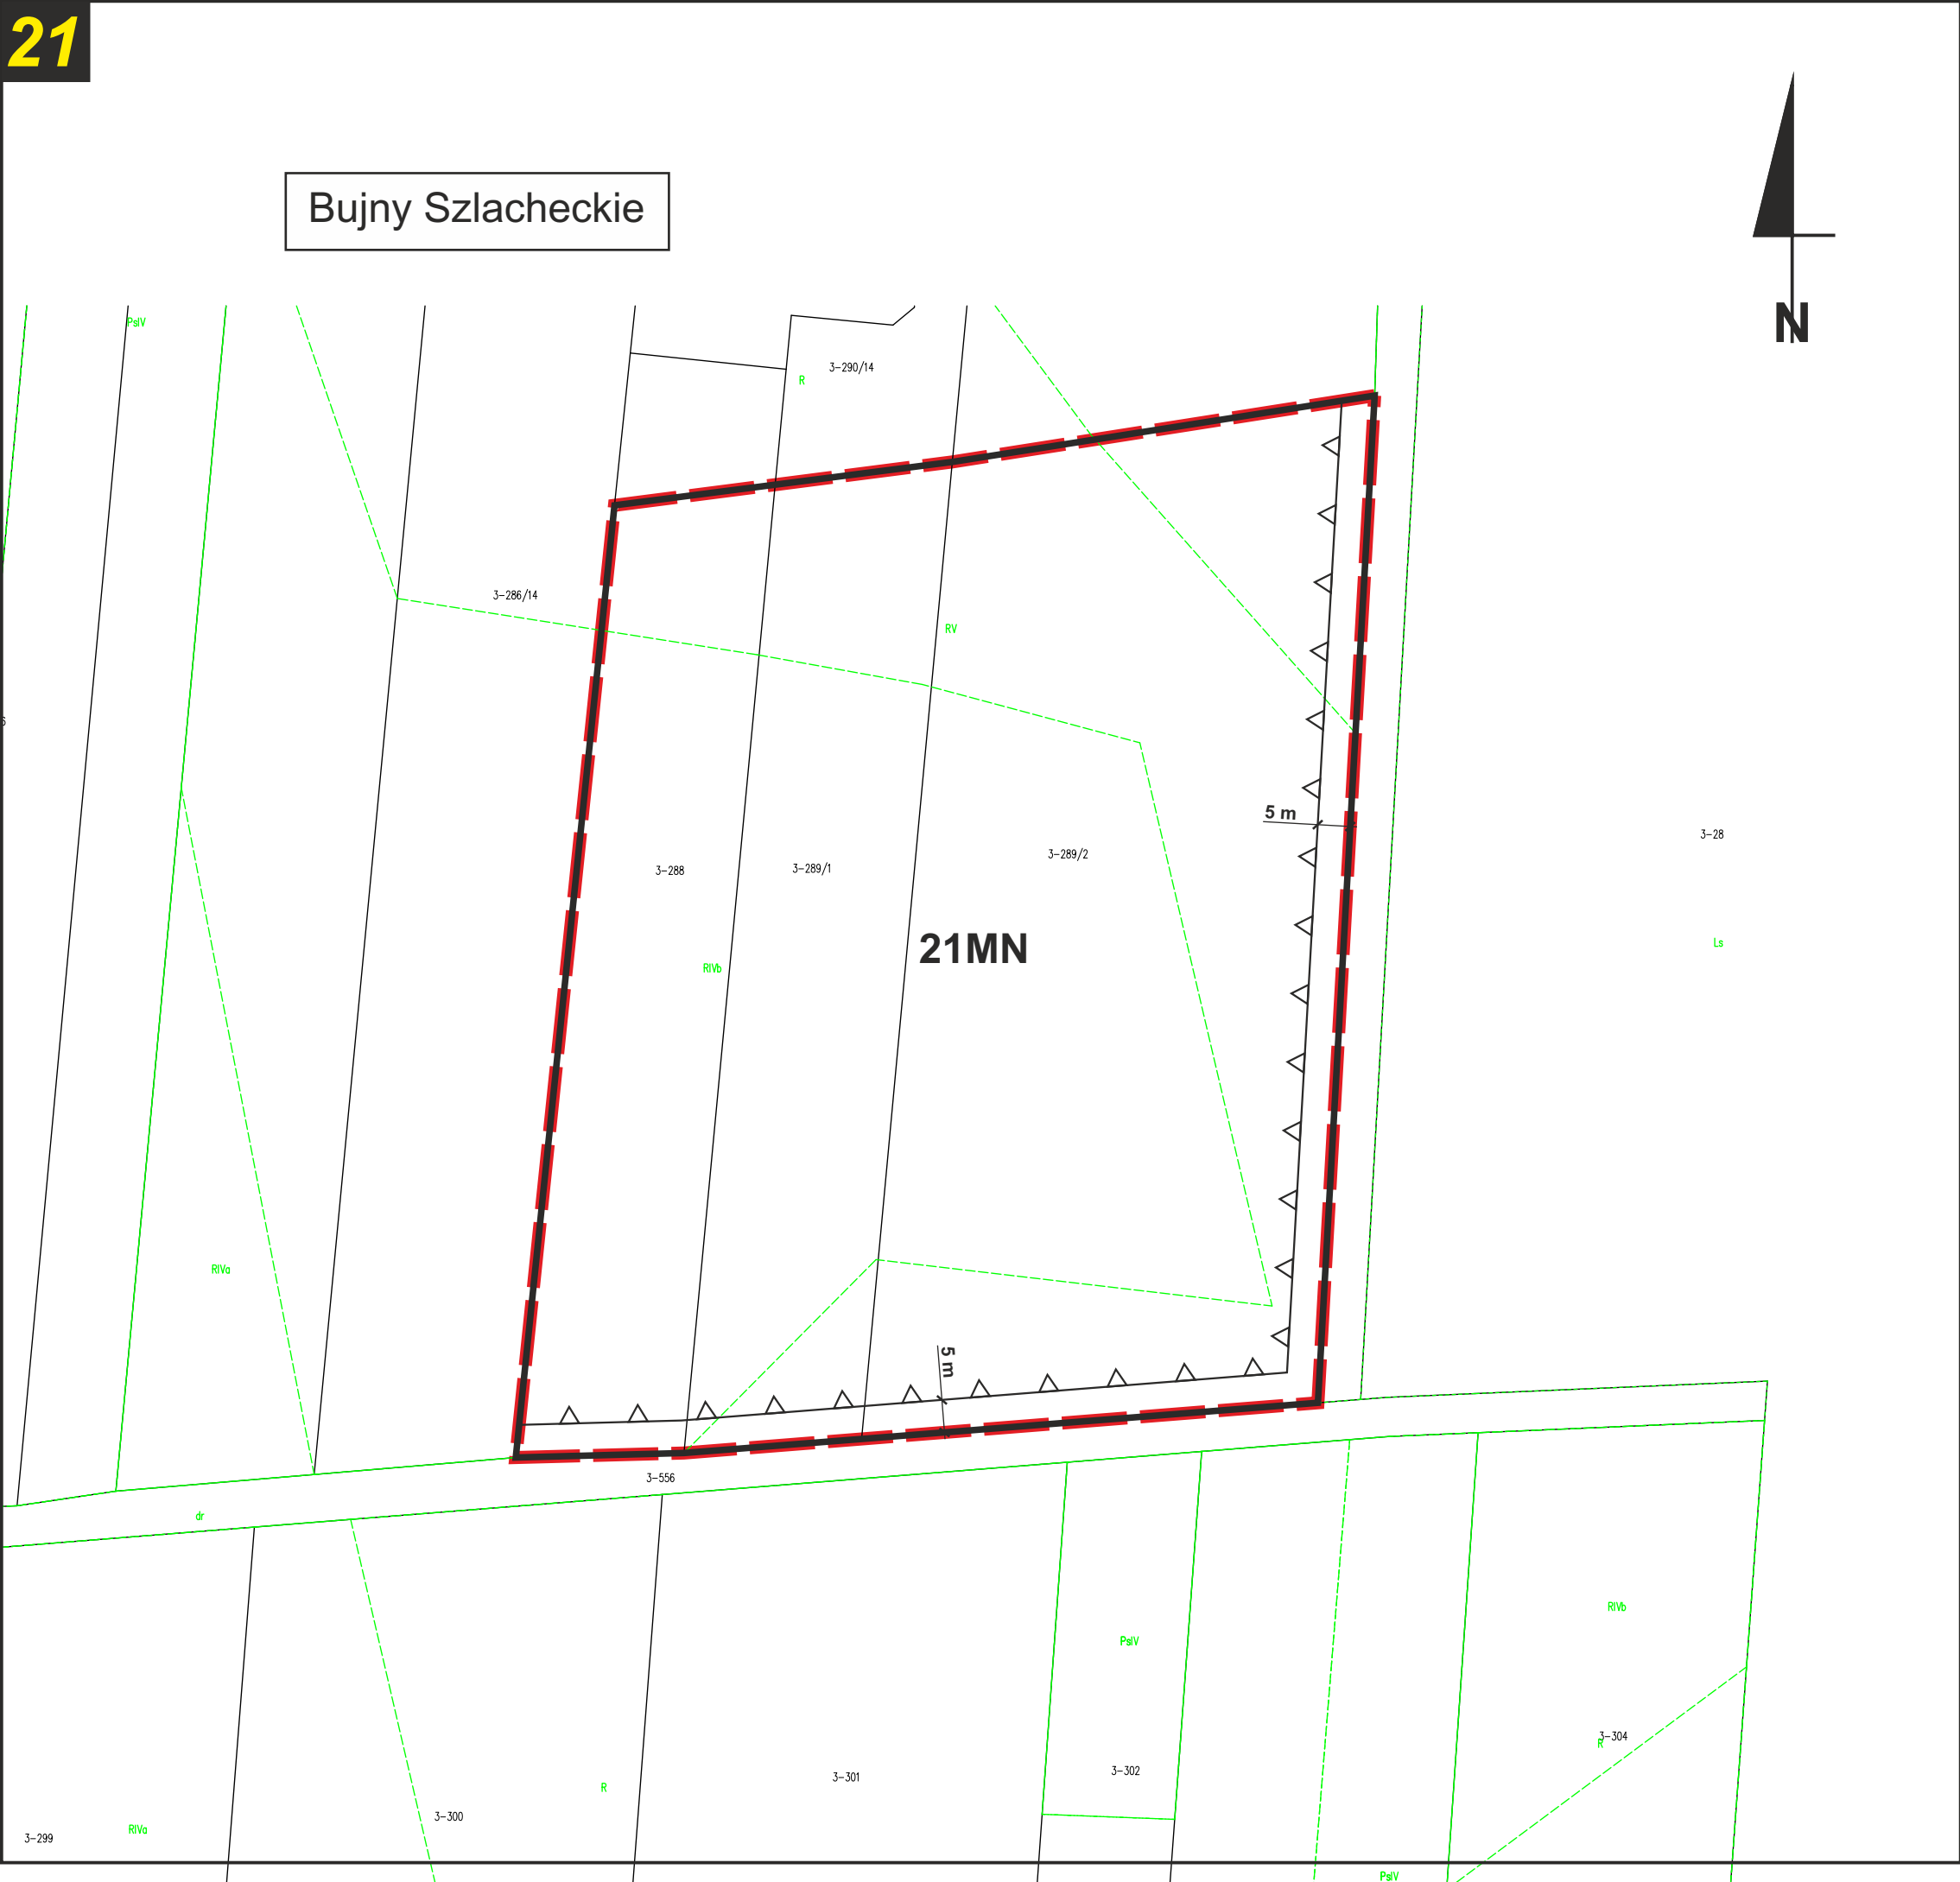 21
Bujny Szlacheckie
N
PsIV
3-290/14
R
3-286/14
RV
5 m
3-28
3-289/2
3-288
3-289/1
21MN
Ls
RIVb
RIVa
5 m
3-556
dr
RIVb
PsIV
3-304
R
3-302
3-301
R
3-300
RIVa
3-299
PsIV